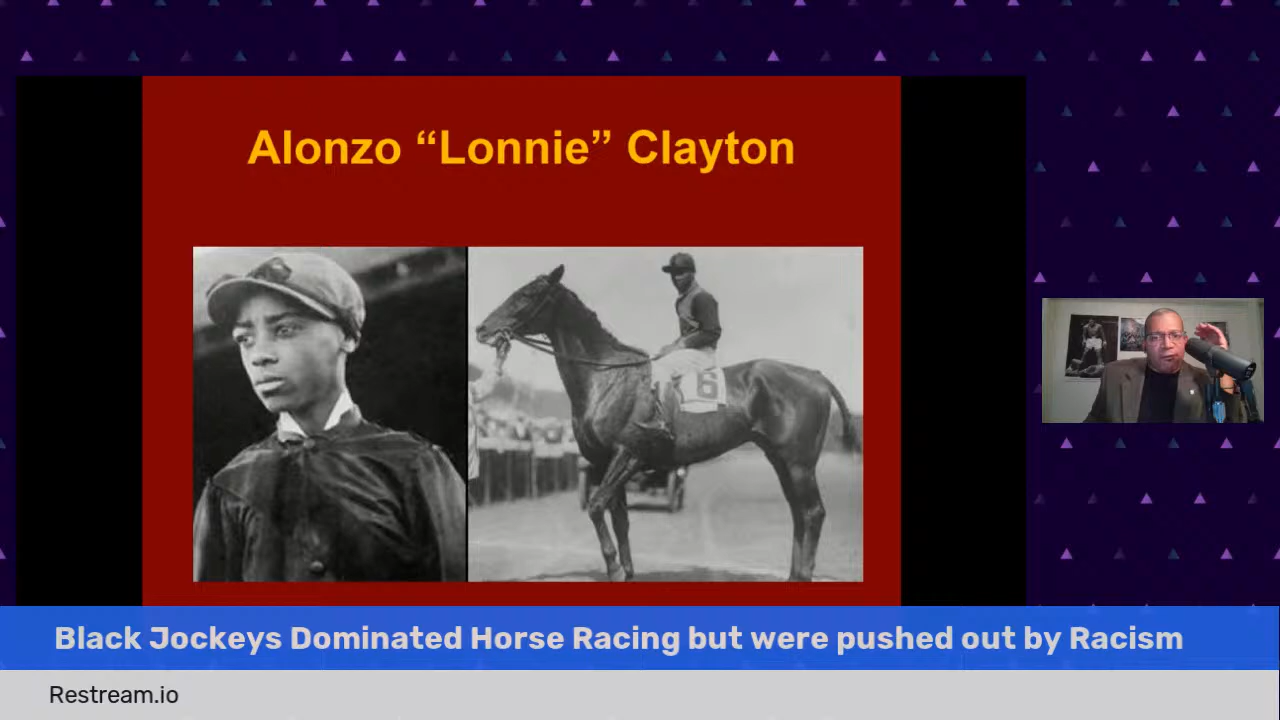 Alonzo “Lonnie” Clayton
6
Black Jockeys Dominated Horse Racing but were pushed out by Racism
Restream.io